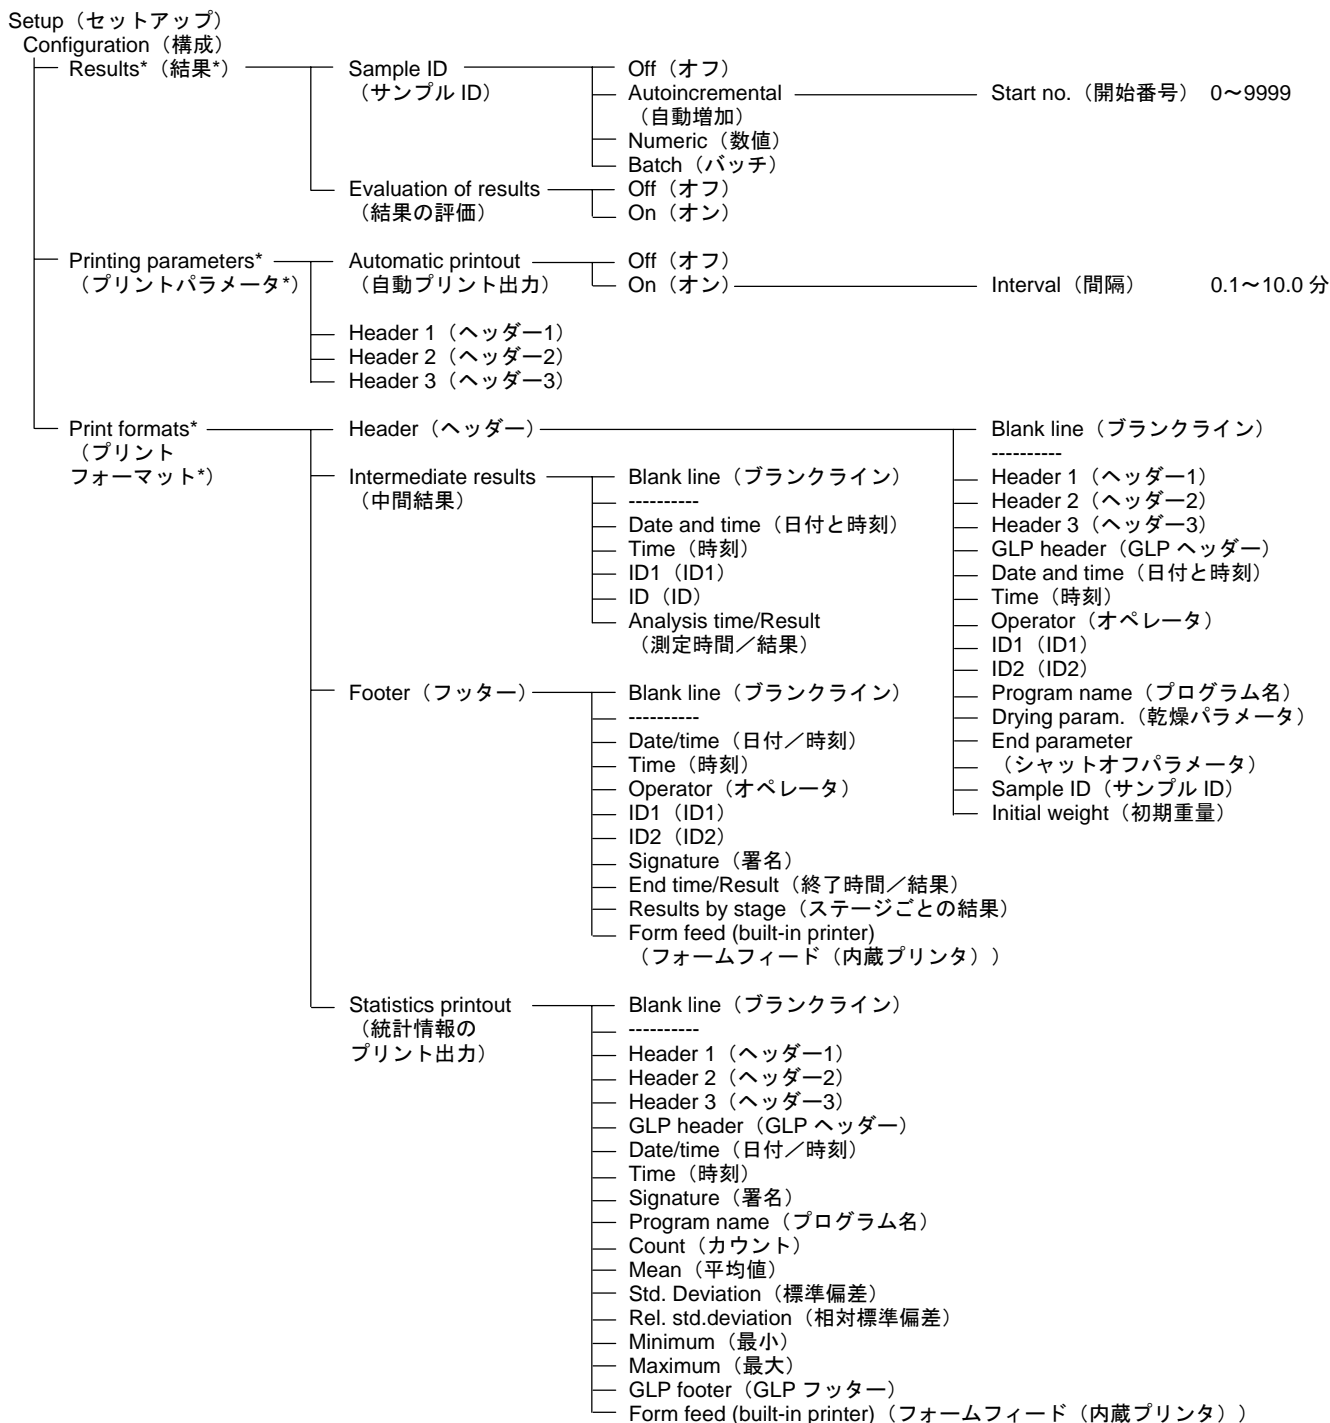 Setup（セットアップ）
Configuration（構成）
Results*（結果*）
Sample ID
（サンプル ID）
Off（オフ）
Autoincremental
（自動増加）
Start no.（開始番号） 0～9999
Numeric（数値）
Batch（バッチ）
Evaluation of results
（結果の評価）
Off（オフ）
On（オン）
Printing parameters*
（プリントパラメータ*）
Automatic printout
（自動プリント出力）
Off（オフ）
On（オン）
Interval（間隔） 0.1～10.0 分
Header 1（ヘッダー1）
Header 2（ヘッダー2）
Header 3（ヘッダー3）
Print formats*
（プリント
フォーマット*）
Header（ヘッダー）
Blank line（ブランクライン）
----------
Header 1（ヘッダー1）
Header 2（ヘッダー2）
Header 3（ヘッダー3）
GLP header（GLP ヘッダー）
Date and time（日付と時刻）
Time（時刻）
Operator（オペレータ）
ID1（ID1）
ID2（ID2）
Program name（プログラム名）
Drying param.（乾燥パラメータ）
End parameter
（シャットオフパラメータ）
Sample ID（サンプル ID）
Initial weight（初期重量）
Intermediate results
（中間結果）
Blank line（ブランクライン）
----------
Date and time（日付と時刻）
Time（時刻）
ID1（ID1）
ID（ID）
Analysis time/Result
（測定時間／結果）
Footer（フッター）
Blank line（ブランクライン）
----------
Date/time（日付／時刻）
Time（時刻）
Operator（オペレータ）
ID1（ID1）
ID2（ID2）
Signature（署名）
End time/Result（終了時間／結果）
Results by stage（ステージごとの結果）
Form feed (built-in printer)
（フォームフィード（内蔵プリンタ））
Statistics printout
（統計情報の
プリント出力）
Blank line（ブランクライン）
----------
Header 1（ヘッダー1）
Header 2（ヘッダー2）
Header 3（ヘッダー3）
GLP header（GLP ヘッダー）
Date/time（日付／時刻）
Time（時刻）
Signature（署名）
Program name（プログラム名）
Count（カウント）
Mean（平均値）
Std. Deviation（標準偏差）
Rel. std.deviation（相対標準偏差）
Minimum（最小）
Maximum（最大）
GLP footer（GLP フッター）
Form feed (built-in printer)（フォームフィード（内蔵プリンタ））